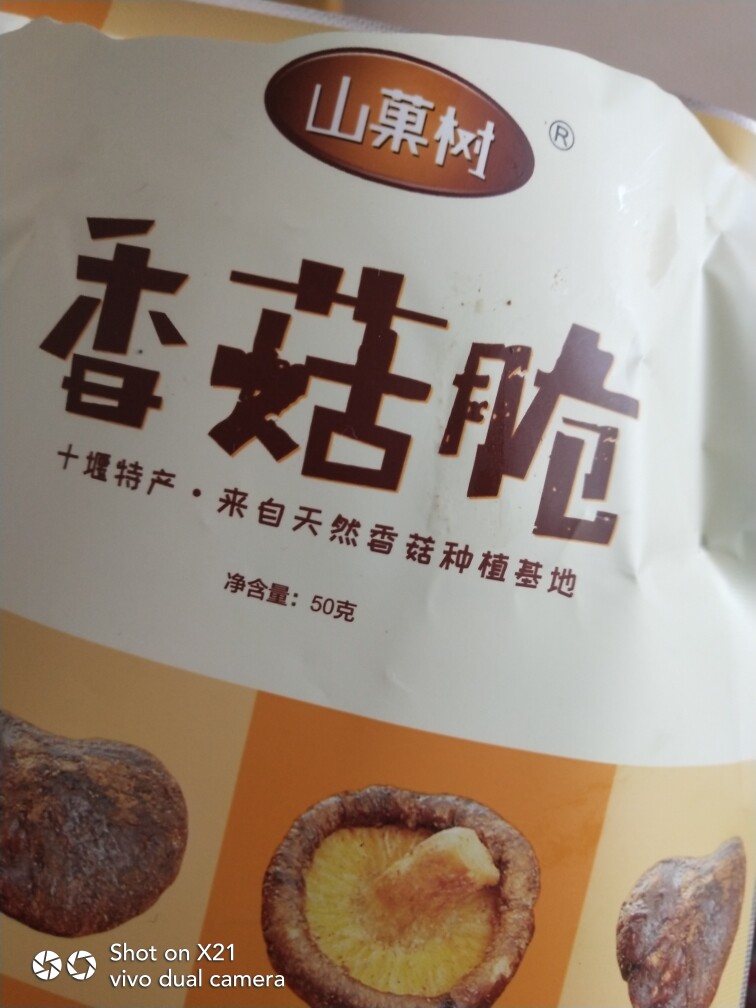 山菓树
®
香菇脆
十堰特产·来自天然香菇种植基地
净含量：50克
Shot on X21
vivo dual camera